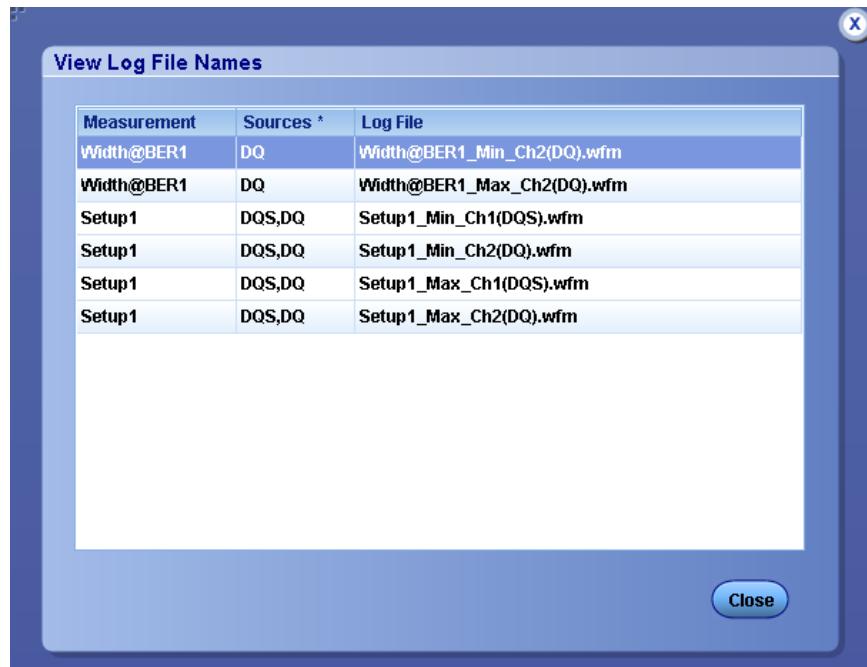 X
View Log File Names
Measurement Sources * Log File
Width@BER1 DQ Width@BER1_Min_Ch2(DQ).wfm
Width@BER1 DQ Width@BER1_Max_Ch2(DQ).wfm
Setup1 DQS,DQ Setup1_Min_Ch1(DQS).wfm
Setup1 DQS,DQ Setup1_Min_Ch2(DQ).wfm
Setup1 DQS,DQ Setup1_Max_Ch1(DQS).wfm
Setup1 DQS,DQ Setup1_Max_Ch2(DQ).wfm
Close